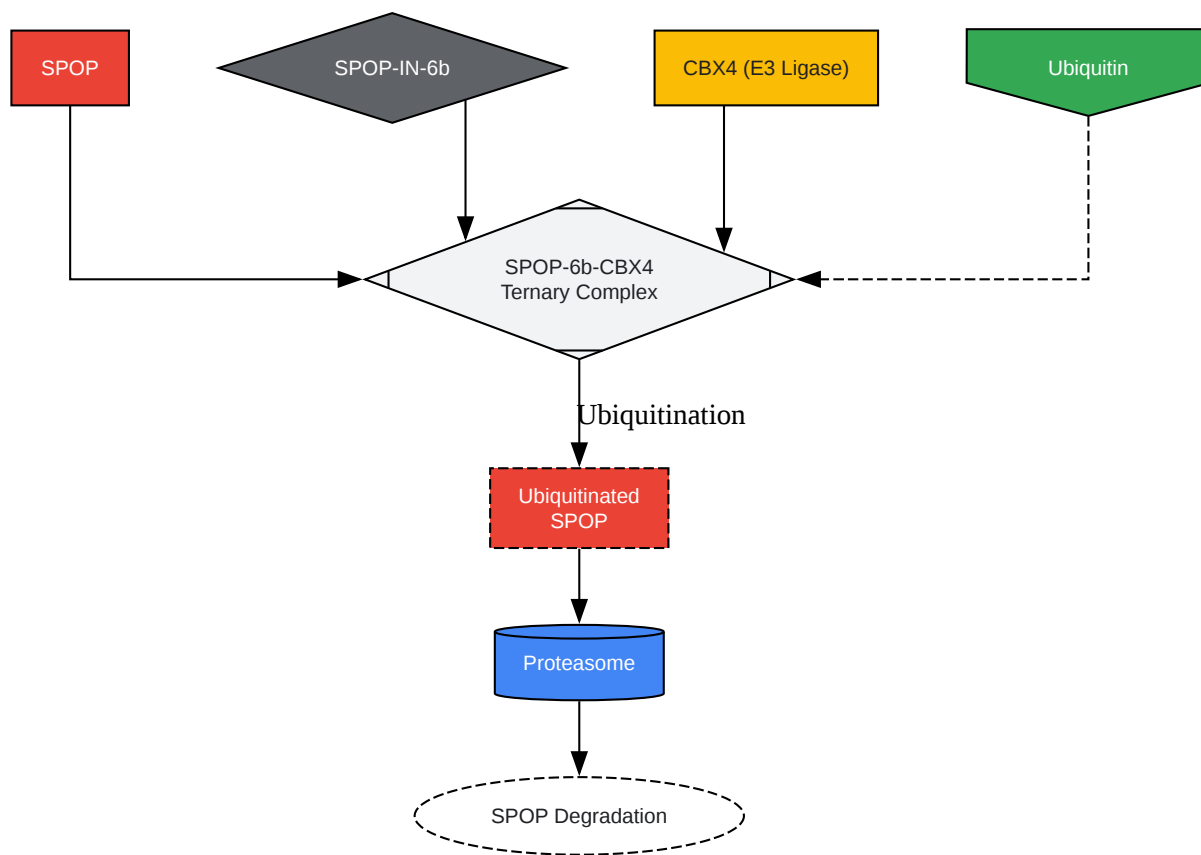 SPOP
SPOP-IN-6b
CBX4 (E3 Ligase)
Ubiquitin
SPOP-6b-CBX4
Ternary Complex
Ubiquitination
Ubiquitinated
SPOP
Proteasome
SPOP Degradation